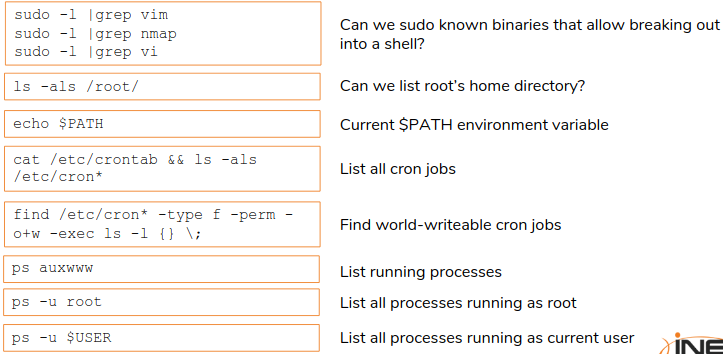 sudo -l |grep vim
sudo -l |grep nmap
sudo -l |grep vi
Can we sudo known binaries that allow breaking out
into a shell?
ls -als /root/
Can we list root's home directory?
echo $PATH
Current $PATH environment variable
cat /etc/crontab && ls -als
/etc/cron*
List all cron jobs
find /etc/cron* -type f -perm -
o+w -exec ls -l {} \;
Find world-writeable cron jobs
ps auxwww
List running processes
ps -u root
List all processes running as root
ps -u $USER
List all processes running as current user
INE